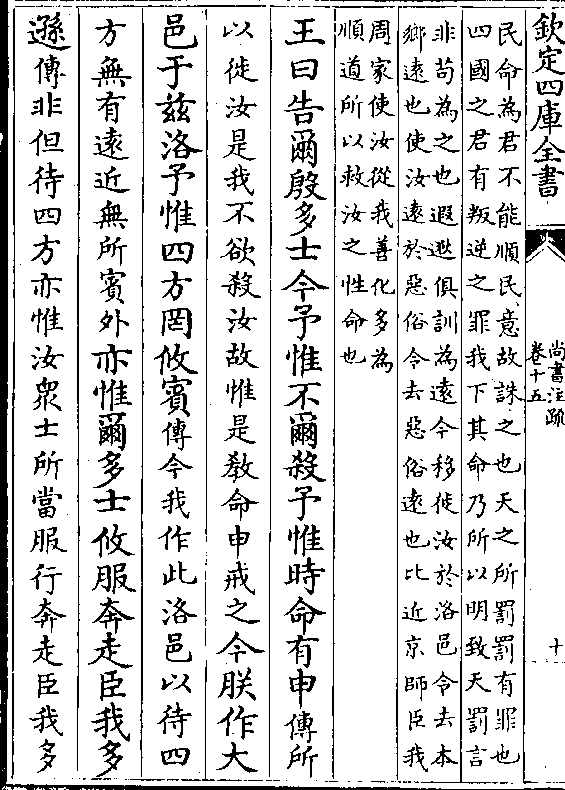 欽定四庫全書
尚書注疏
卷十五
十
民命為君不能順民意故誅之也天之所罰罰有罪也
四國之君有叛逆之罪我下其命乃所以明致天罰言
非苟為之也遐逖俱訓為遠今移徙汝於洛邑令去本
鄉遠也使汝遠於惡俗令去惡俗遠也比近京師臣我
周家使汝從我善化多為
順道所以救汝之性命也
王曰告爾殷多士今予惟不爾殺予惟時命有申傳所
以徙汝是我不欲殺汝故惟是教命申戒之今朕作大
邑于茲洛予惟四方罔攸賓傳今我作此洛邑以待四
方無有遠近無所賓外亦惟爾多士攸服奔走臣我多
遜傳非但待四方亦惟汝衆士所當服行奔走臣我多